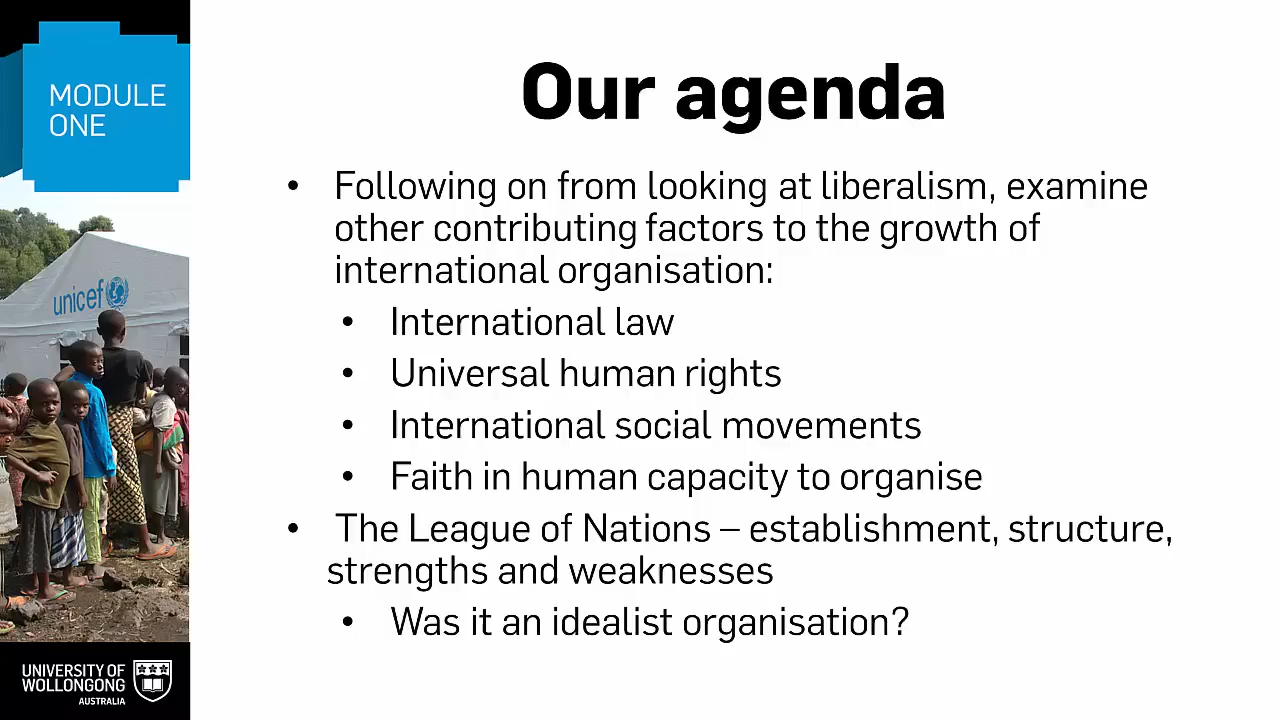 MODULE
ONE
Our agenda
• Following on from looking at liberalism, examine
other contributing factors to the growth of
international organisation:
• International law
• Universal human rights
• International social movements
• Faith in human capacity to organise
• The League of Nations – establishment, structure,
strengths and weaknesses
• Was it an idealist organisation?
unicef
UNIVERSITY OF
WOLLONGONG
AUSTRALIA